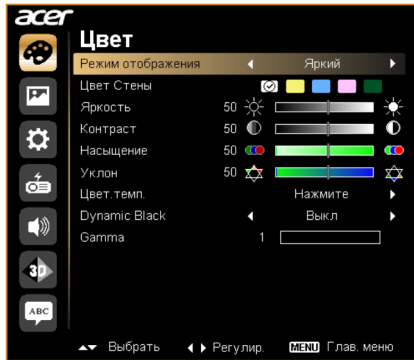 acer
Цвет
Режим отображения Яркий
Цвет Стены
Яркость 50
Контраст 50
Насыщение 50
Уклон 50
Цвет.темп. Нажмите
Dynamic Black Выкл
Gamma 1
3D
ABC
Выбрать Регулир. MENU Глав. меню